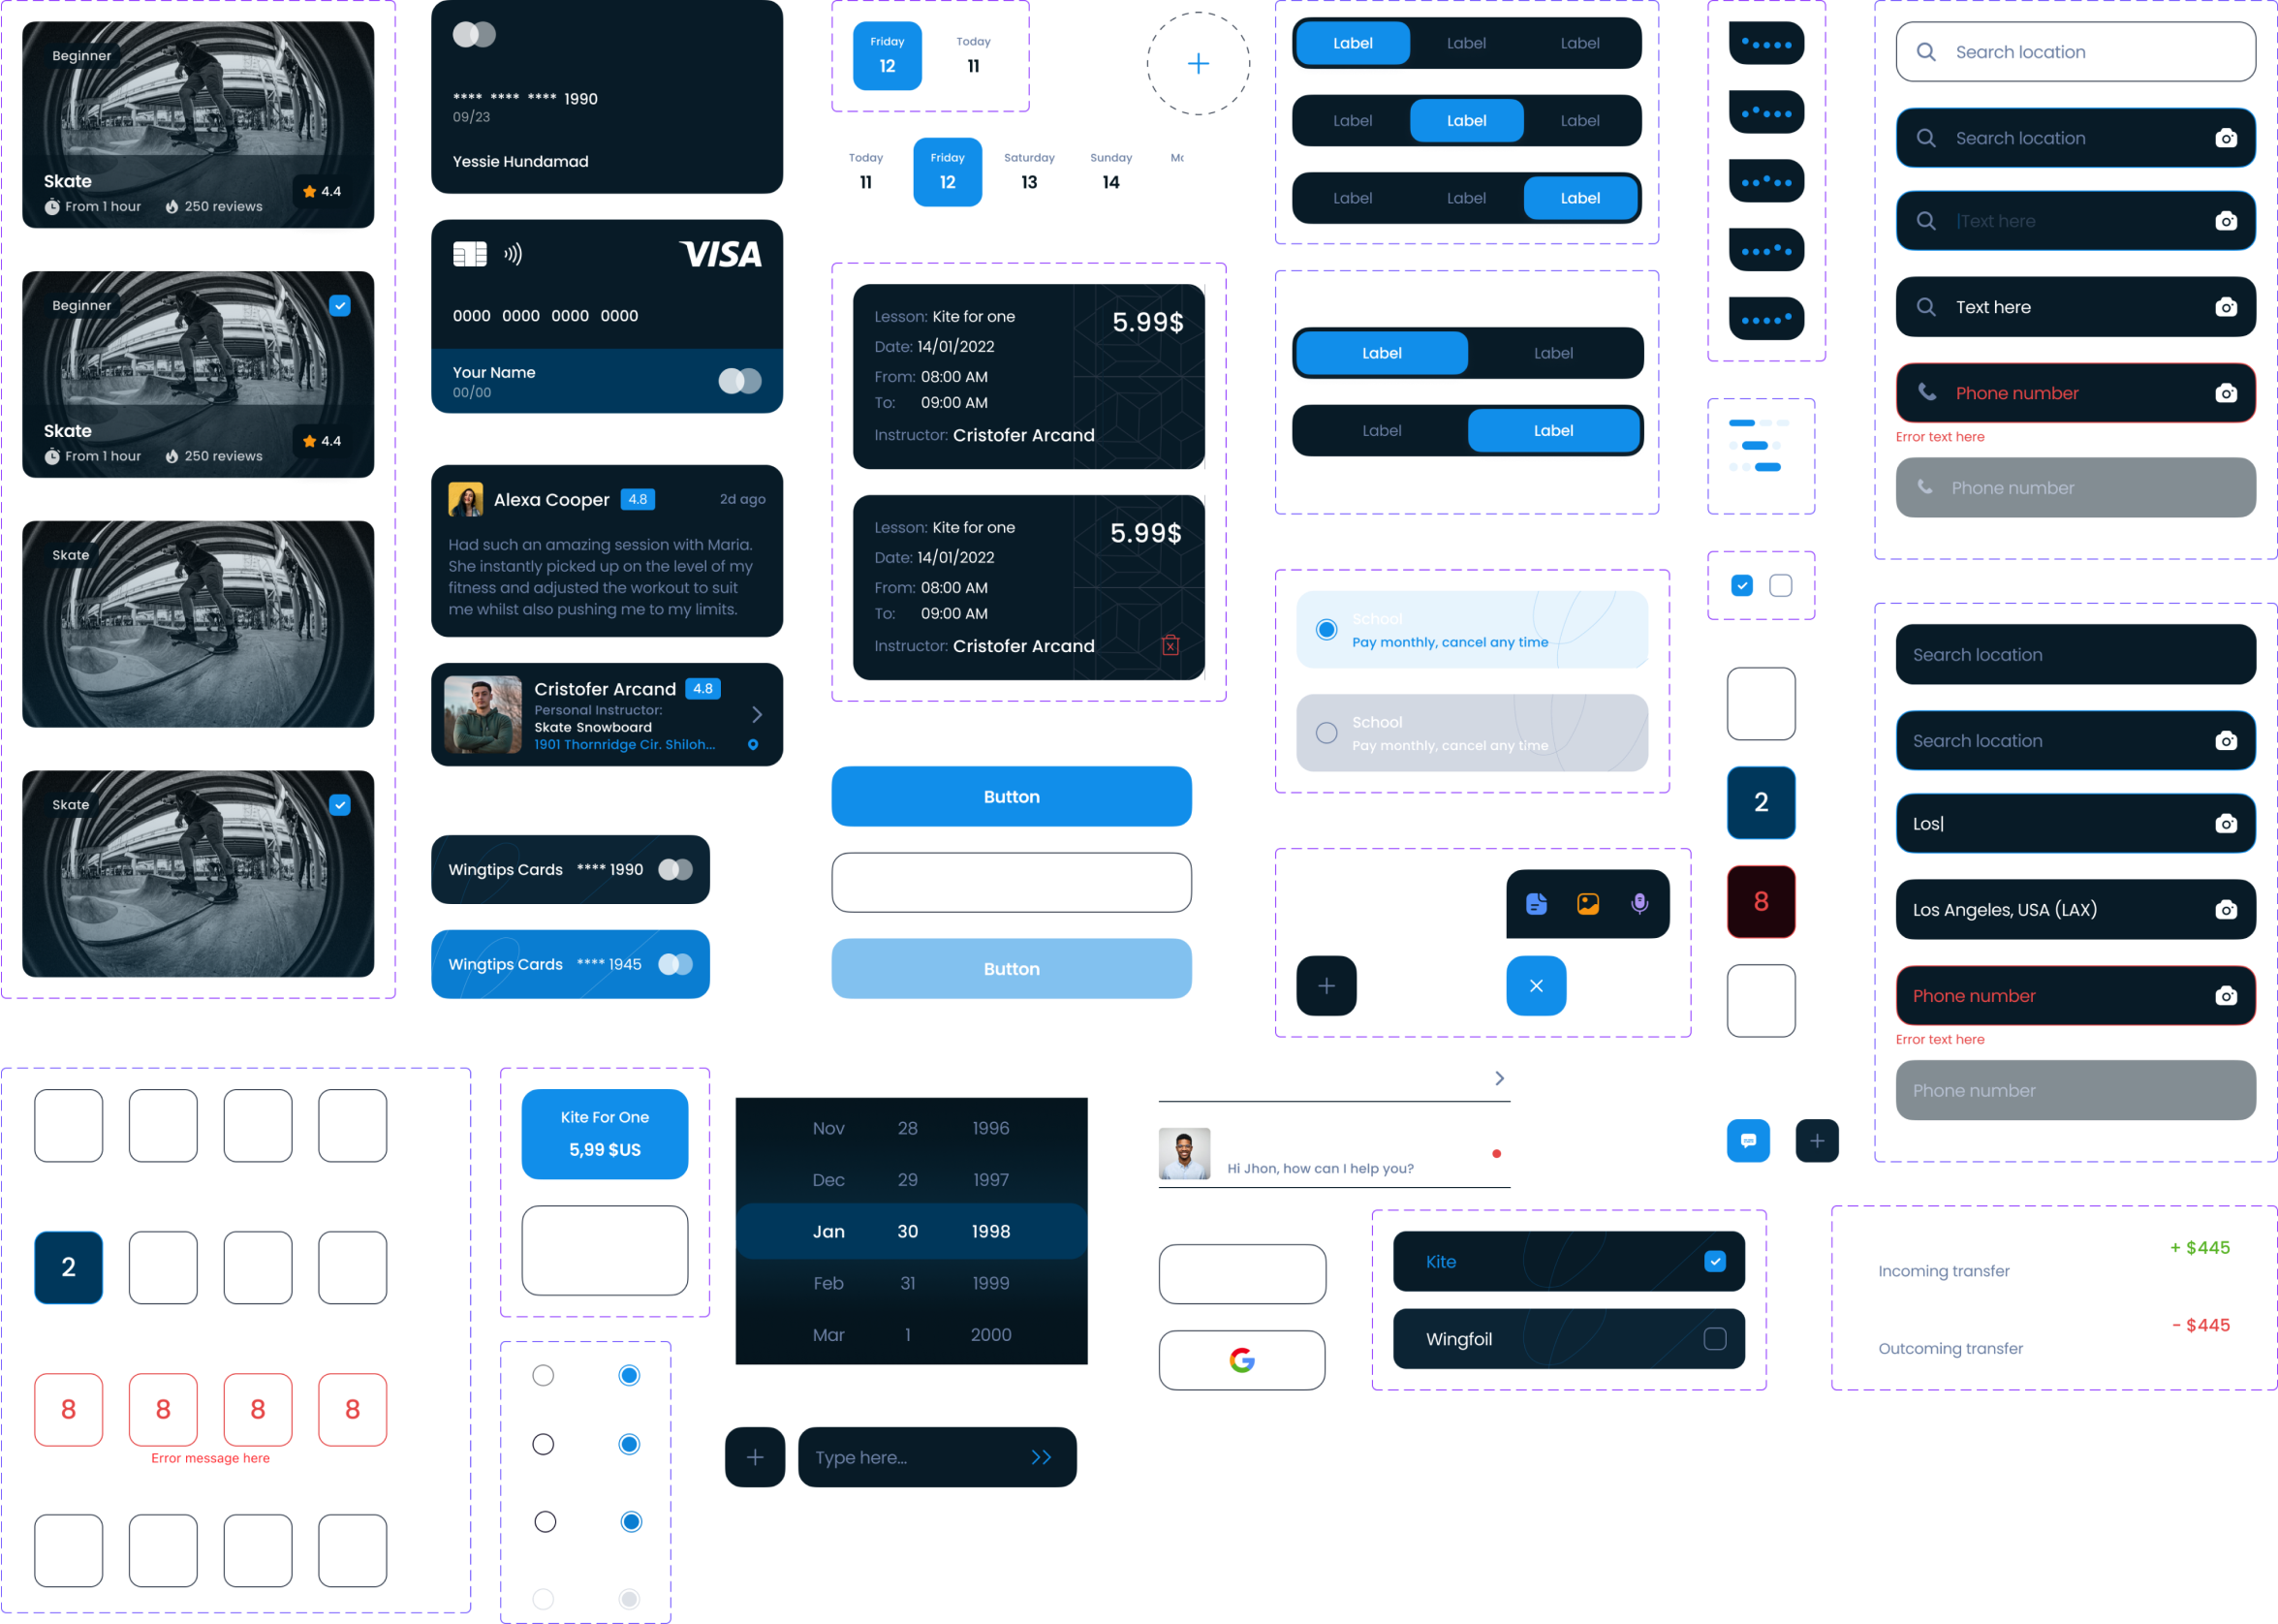 Beginner
Skate
From 1 hour 250 reviews
4.4
Beginner
Skate
From 1 hour 250 reviews
4.4
Skate
Skate
**** **** **** 1990
09/23
Yessie Hundamad
VISA
0000 0000 0000 0000
Your Name
00/00
Alexa Cooper 4.8 2d ago
Had such an amazing session with Maria.
She instantly picked up on the level of my
fitness and adjusted the workout to suit
me whilst also pushing me to my limits.
Cristofer Arcand 4.8
Personal Instructor:
Skate Snowboard
1901 Thornridge Cir. Shiloh...
Wingtips Cards **** 1990
Wingtips Cards **** 1945
Friday Today
12 11
Today Friday Saturday Sunday
11 12 13 14
Lesson: Kite for one
5.99$
Date: 14/01/2022
From: 08:00 AM
To: 09:00 AM
Instructor: Cristofer Arcand
Lesson: Kite for one
5.99$
Date: 14/01/2022
From: 08:00 AM
To: 09:00 AM
Instructor: Cristofer Arcand
Button
Button
Label Label Label
Label Label Label
Label Label Label
Label Label
Label Label
School
Pay monthly, cancel any time
School
Pay monthly, cancel any time
2
8
Search location
Search location
Text here
Text here
Phone number
Error text here
Phone number
Search location
Search location
Los
Los Angeles, USA (LAX)
Phone number
Error text here
Phone number
2
8 8 8 8
Error message here
Kite For One
5,99 $US
Nov 28 1996
Dec 29 1997
Jan 30 1998
Feb 31 1999
Mar 1 2000
Type here...
Hi Jhon, how can I help you?
Kite
Wingfoil
+ $445
Incoming transfer
- $445
Outcoming transfer